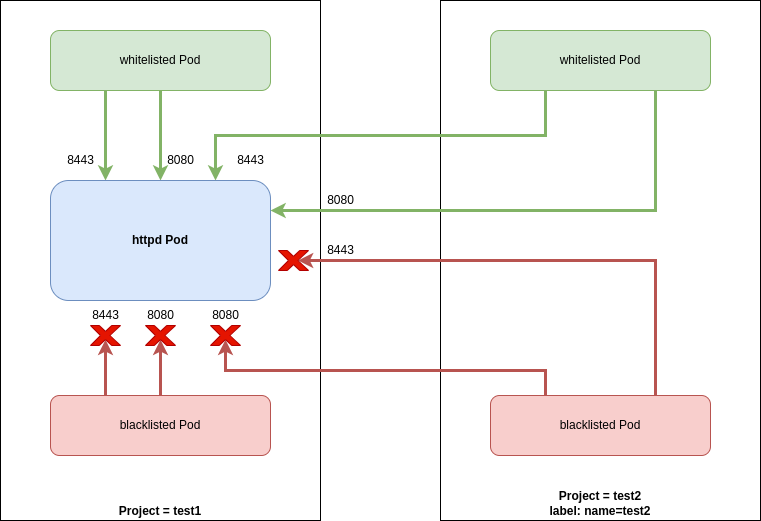 whitelisted Pod
whitelisted Pod
8443
8080
8443
8080
httpd Pod
8443
8443
8080
8080
blacklisted Pod
blacklisted Pod
Project = test1
Project = test2
label: name=test2